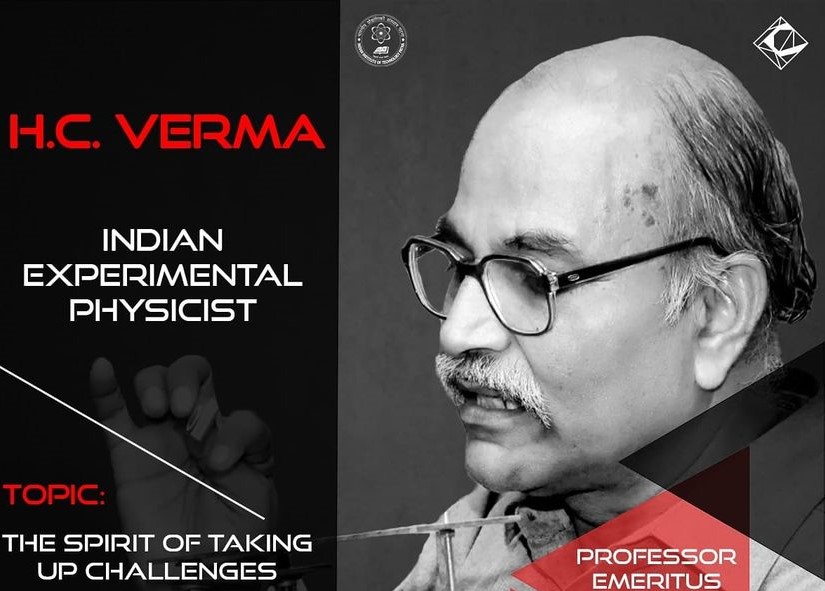 H.C. VERMA
INDIAN
EXPERIMENTAL
PHYSICIST
TOPIC:
THE SPIRIT OF TAKING
UP CHALLENGES
PROFESSOR
EMERITUS